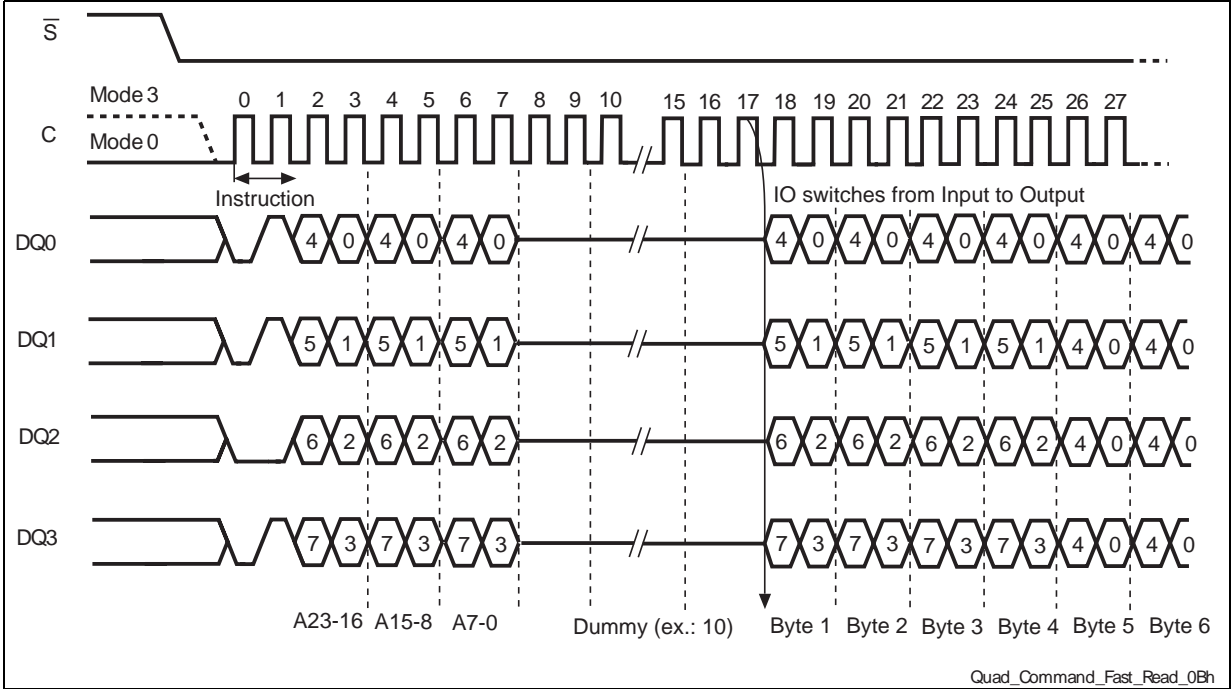 S
Mode 3
C
Mode 0
0 1 2 3 4 5 6 7 8 9 10 15 16 17 18 19 20 21 22 23 24 25 26 27
Instruction
IO switches from Input to Output
DQ0 4 0 4 0 4 0 4 0 4 0 4 0 4 0 4 0 4 0
DQ1 5 1 5 1 5 1 5 1 5 1 5 1 5 1 4 0 4 0
DQ2 6 2 6 2 6 2 6 2 6 2 6 2 6 2 4 0 4 0
DQ3 7 3 7 3 7 3 7 3 7 3 7 3 7 3 4 0 4 0
A23-16 A15-8 A7-0 Dummy (ex.: 10) Byte 1 Byte 2 Byte 3 Byte 4 Byte 5 Byte 6
Quad_Command_Fast_Read_0Bh